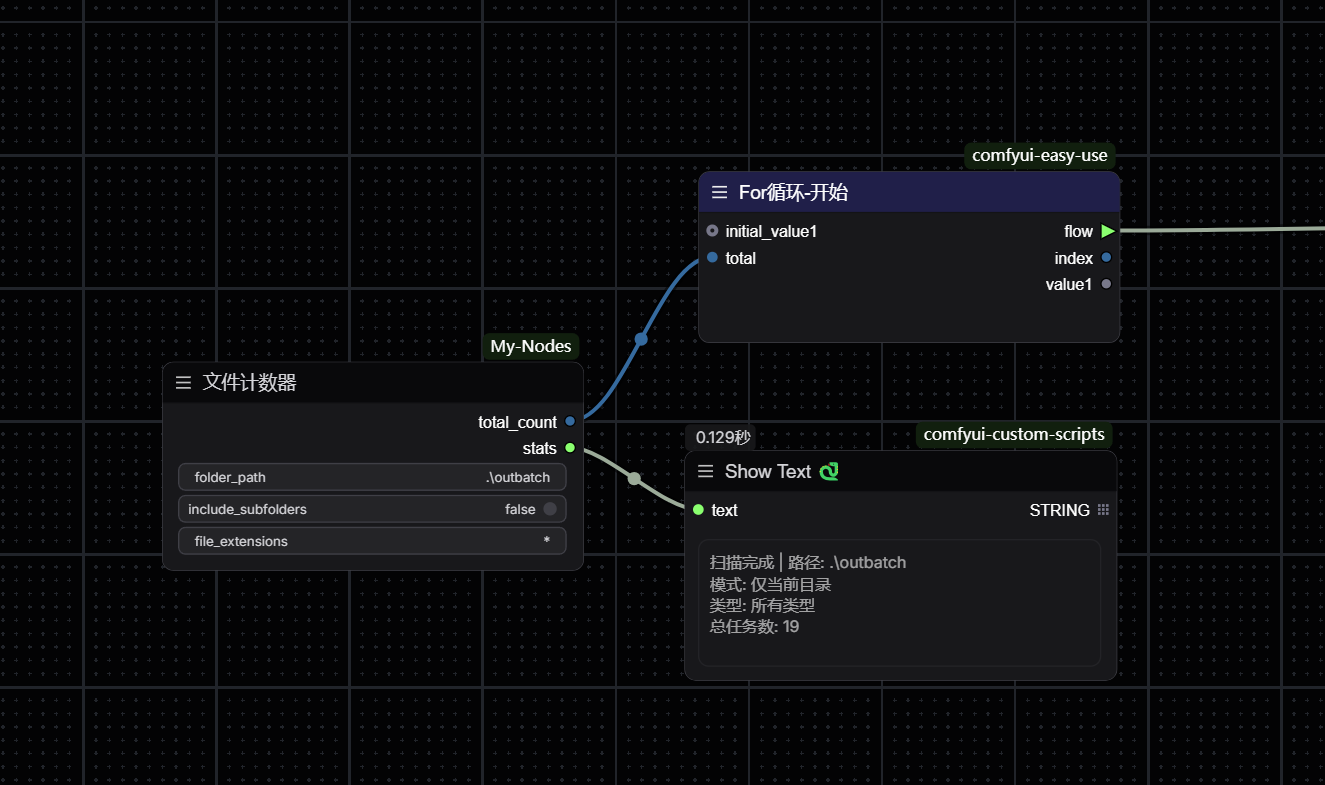 comfyui-easy-use
For循环-开始
initial_value1
flow
total
index
value1
My-Nodes
文件计数器
total_count
stats
folder_path .\outbatch
include_subfolders false
file_extensions *
0.129秒
comfyui-custom-scripts
Show Text
text
STRING
扫描完成 | 路径: .\outbatch
模式: 仅当前目录
类型: 所有类型
总任务数: 19